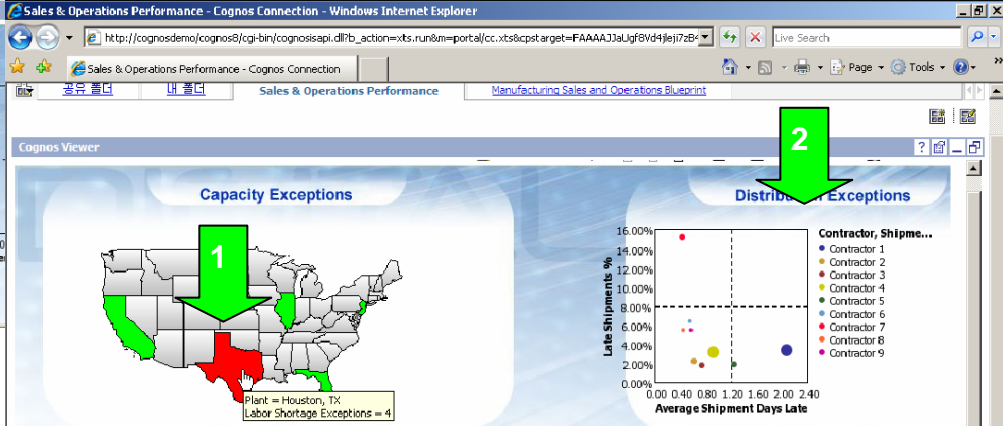 Sales & Operations Performance - Cognos Connection - Windows Internet Explorer
http://cognosdemo/cognos8/cgi-bin/cognosisapi.dll?b_action=xts.run&m=portal/cc.xts&cpstarget=
Live Search
Sales & Operations Performance - Cognos Connection
Page
Tools
공유 폴더
내 폴더
Sales & Operations Performance
Manufacturing Sales and Operations Blueprint
Cognos Viewer
Capacity Exceptions
1
Plant = Houston, TX
Labor Shortage Exceptions = 4
2
Exceptions
16.00%
14.00%
12.00%
10.00%
8.00%
6.00%
4.00%
2.00%
0.00%
Late Shipments %
0.00 0.40 0.80 1.20 1.60 2.00 2.40
Average Shipment Days Late
Contractor, Shipme...
Contractor 1
Contractor 2
Contractor 3
Contractor 4
Contractor 5
Contractor 6
Contractor 7
Contractor 8
Contractor 9